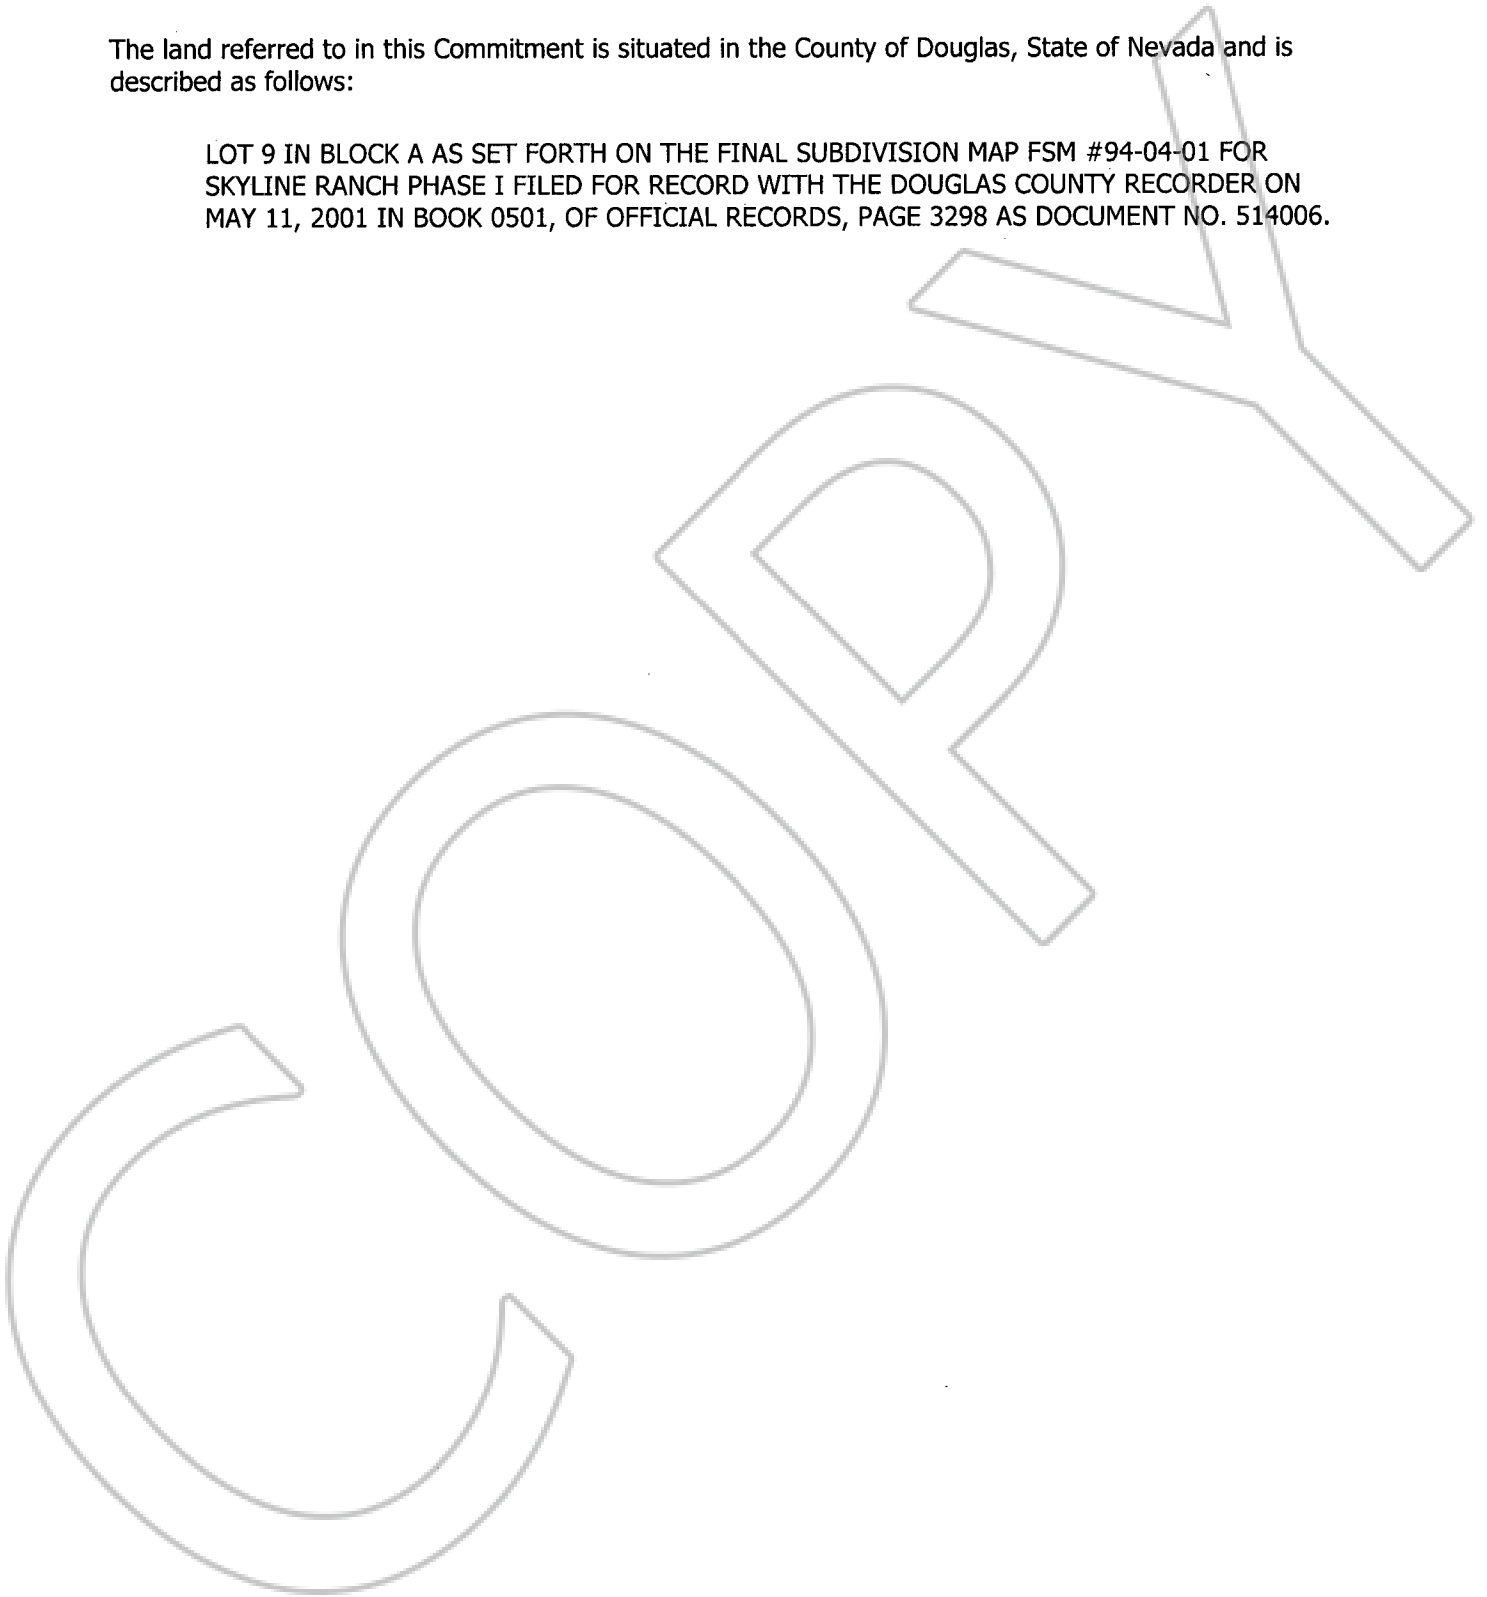 The land referred to in this Commitment is situated in the County of Douglas, State of Nevada and is
described as follows:
LOT 9 IN BLOCK A AS SET FORTH ON THE FINAL SUBDIVISION MAP FSM #94-04-01 FOR
SKYLINE RANCH PHASE I FILED FOR RECORD WITH THE DOUGLAS COUNTY RECORDER ON
MAY 11, 2001 IN BOOK 0501, OF OFFICIAL RECORDS, PAGE 3298 AS DOCUMENT NO. 514006.
COPY